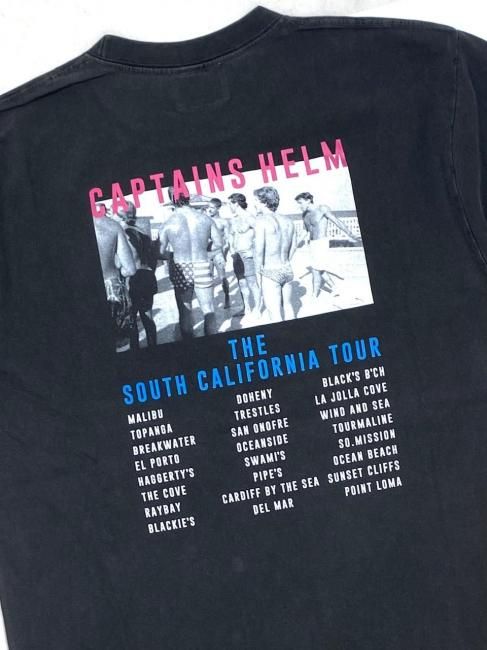 CAPTAINS HELM
THE
SOUTH CALIFORNIA TOUR
MALIBU
TOPANGA
BREAKWATER
EL PORTO
HAGGERTY'S
THE COVE
RAYBAY
BLACKIE'S
DOHENY
TRESTLES
SAN ONOFRE
OCEANSIDE
SWAMI'S
PIPE'S
CARDIFF BY THE SEA
DEL MAR
BLACK'S B'CH
LA JOLLA COVE
WIND AND SEA
TOURMALINE
SO.MISSION
OCEAN BEACH
SUNSET CLIFFS
POINT LOMA